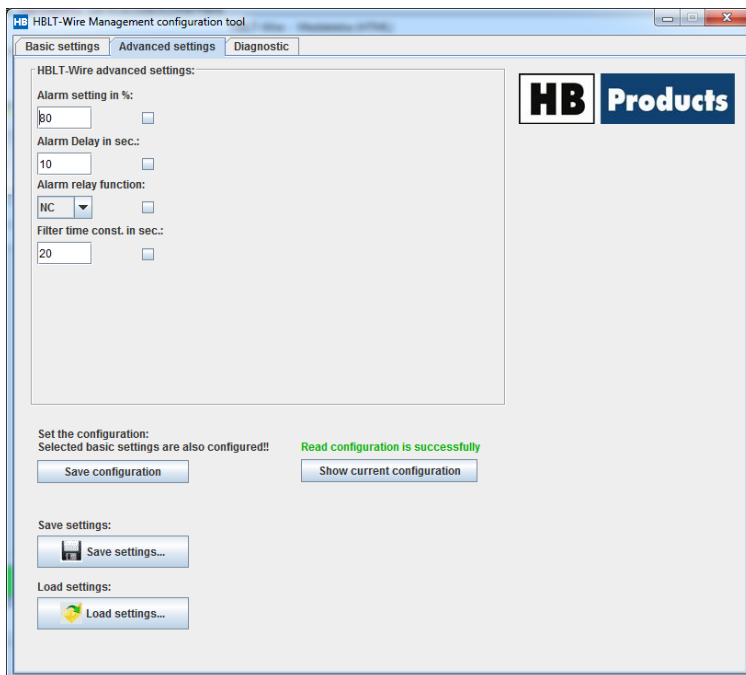 HB HBLT-Wire Management configuration tool
Basic settings Advanced settings Diagnostic
HBLT-Wire advanced settings:
Alarm setting in %:
80
Alarm Delay in sec.:
10
Alarm relay function:
NC
Filter time const. in sec.:
20
HB Products
Set the configuration:
Selected basic settings are also configured!!
Read configuration is successfully
Save configuration
Show current configuration
Save settings:
Save settings...
Load settings:
Load settings...